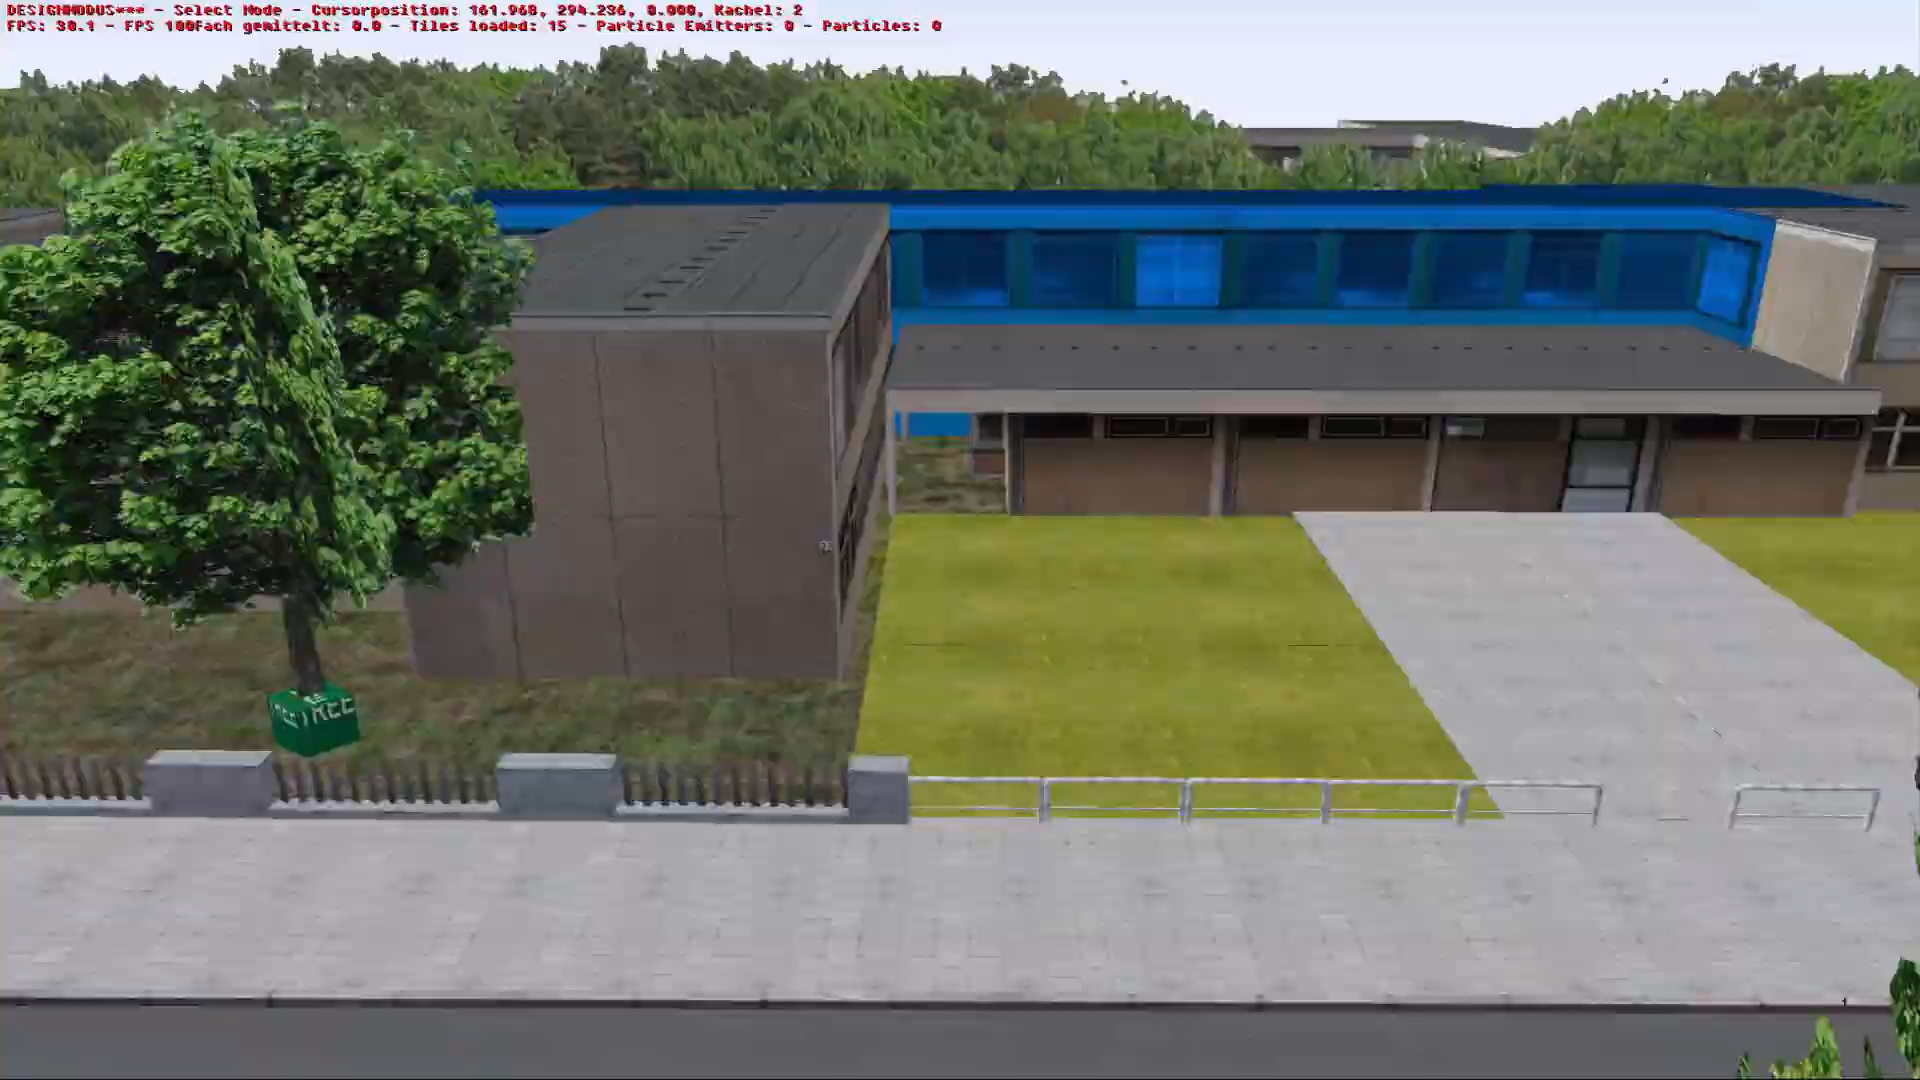 DESIGNMODUS*** - Select Mode - Cursorposition: 161.968, 294.236, 0.000, Kachel: 2
FPS: 30.1 - FPS 100Fach gemittelt: 0.0 - Tiles loaded: 15 - Particle Emitters: 0 - Particles: 0
TREE